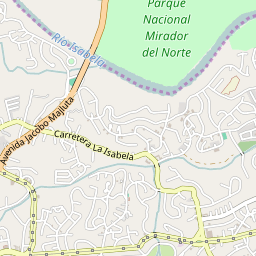 Parque
Nacional
Mirador
del Norte
Río Isabela
Avenida Jacobo Majluta
Carretera La Isabela